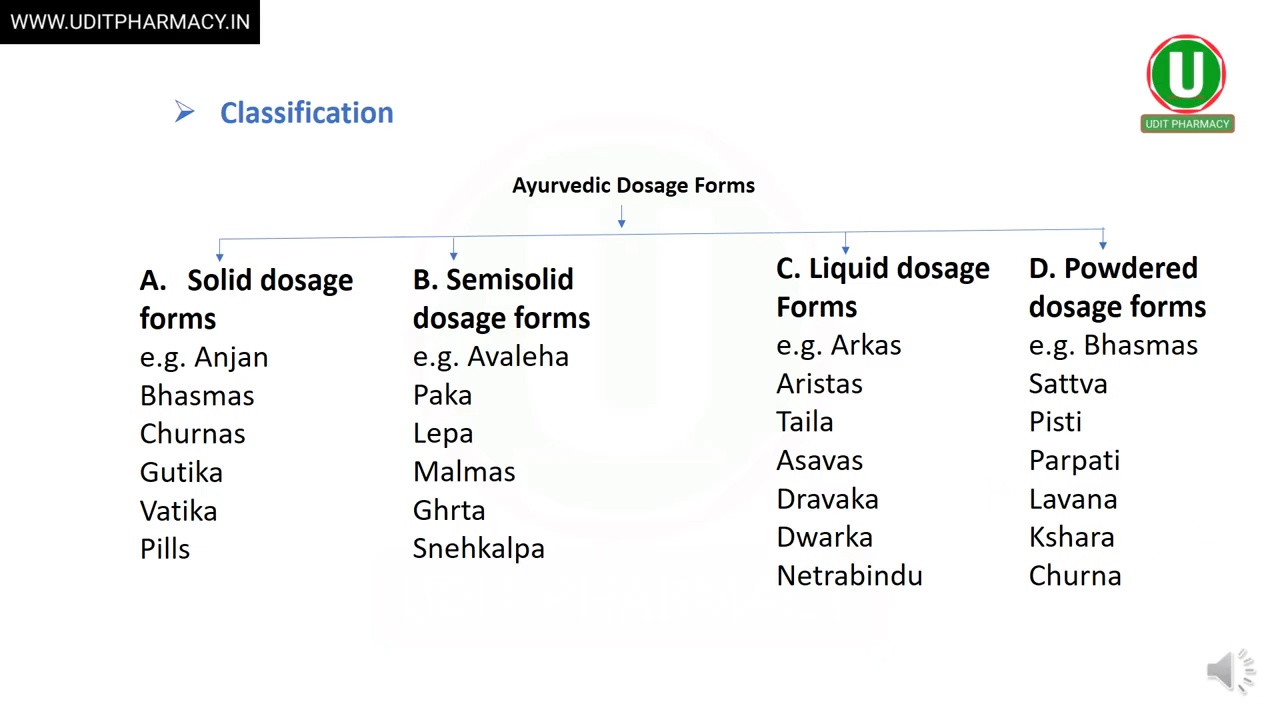 WWW.UDITPHARMACY.IN
U
UDIT PHARMACY
Classification
Ayurvedic Dosage Forms
A. Solid dosage
forms
e.g. Anjan
Bhasmas
Churnas
Gutika
Vatika
Pills
B. Semisolid
dosage forms
e.g. Avaleha
Paka
Lepa
Malmas
Ghrta
Snehkalpa
C. Liquid dosage
Forms
e.g. Arkas
Aristas
Taila
Asavas
Dravaka
Dwarka
Netrabindu
D. Powdered
dosage forms
e.g. Bhasmas
Sattva
Pisti
Parpati
Lavana
Kshara
Churna